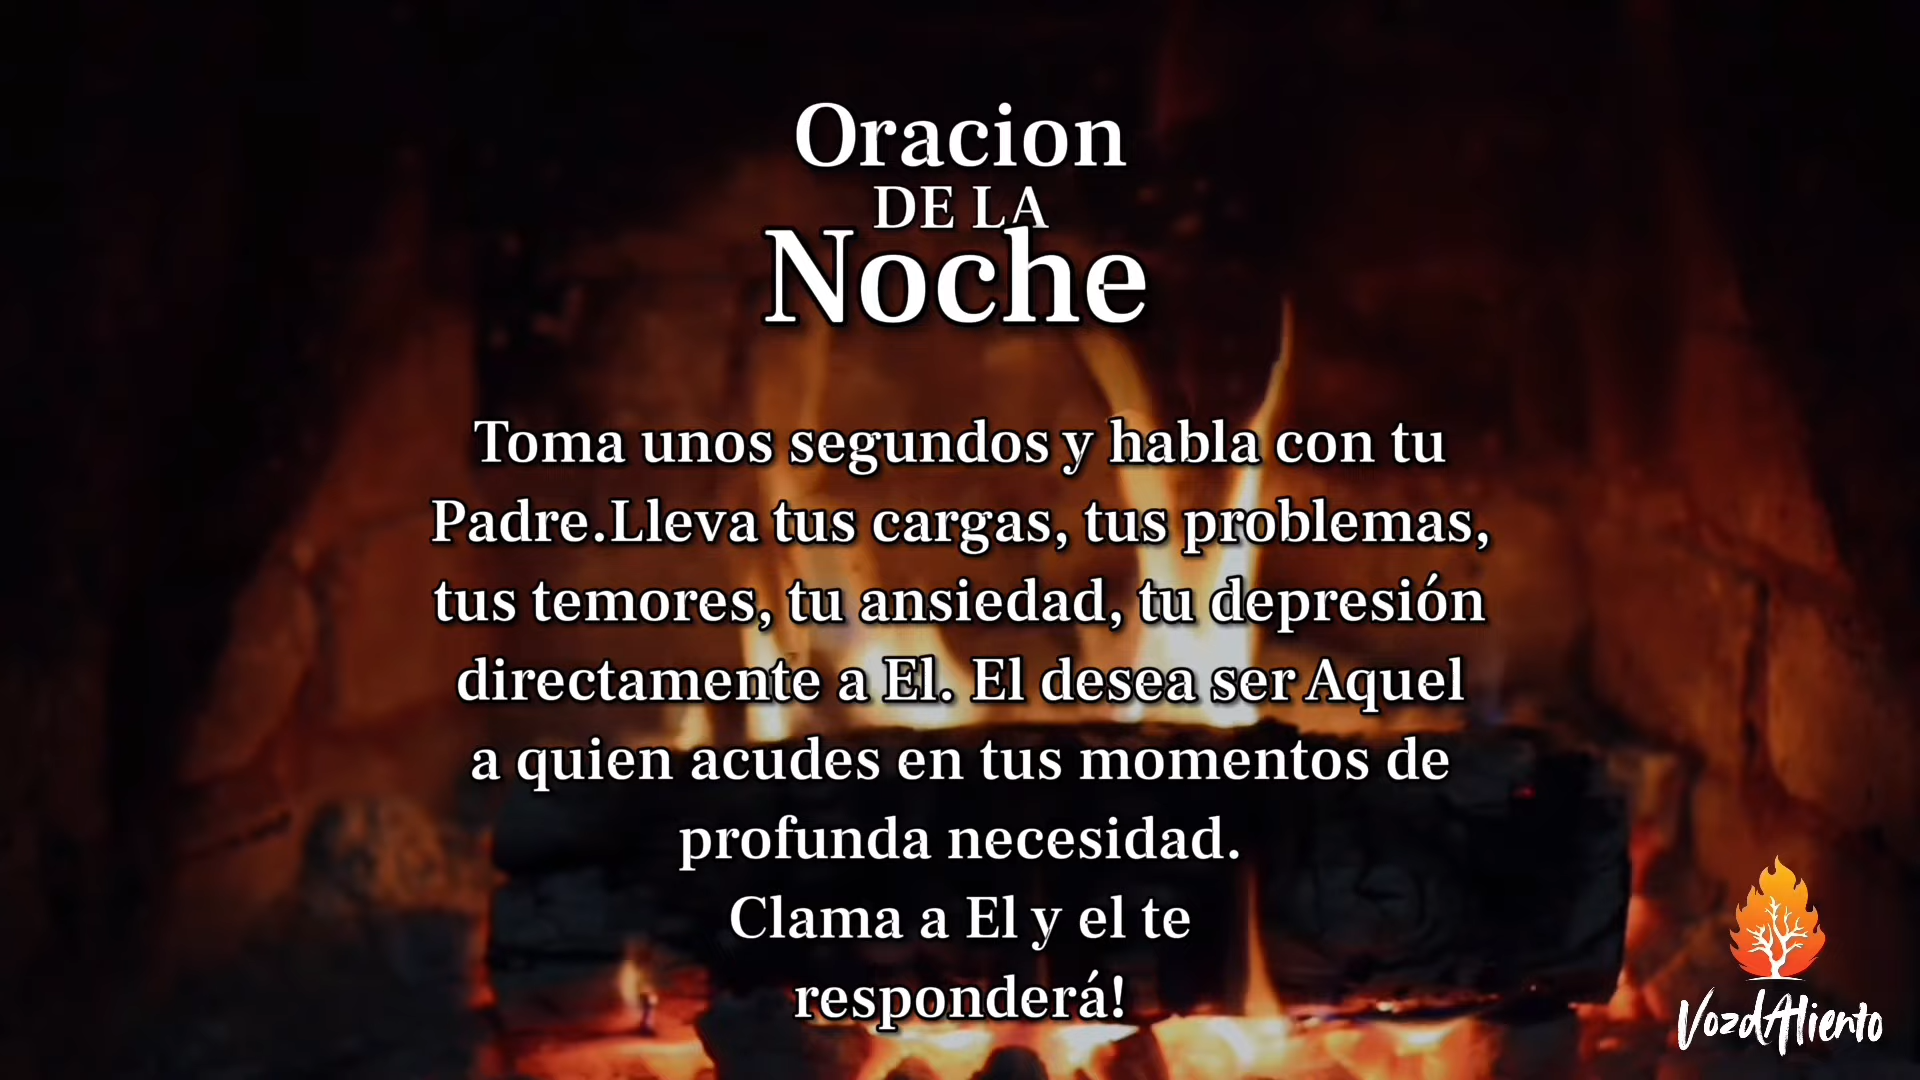 Oracion
DE LA
Noche
Toma unos segundos y habla con tu
Padre.Lleva tus cargas, tus problemas,
tus temores, tu ansiedad, tu depresión
directamente a El. El desea ser Aquel
a quien acudes en tus momentos de
profunda necesidad.
Clama a El y el te
responderá!
VozdAliento